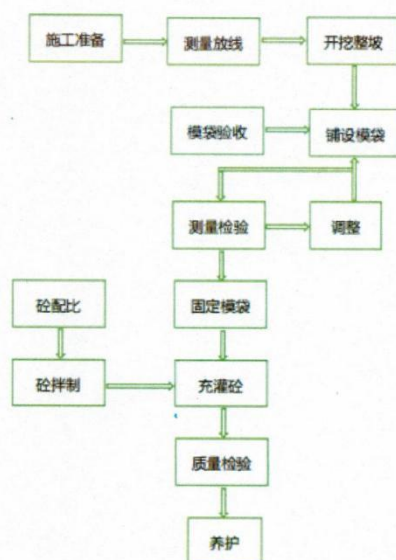 施工准备
测量放线
开挖整坡
模袋验收
铺设模袋
测量检验
调整
砼配比
固定模袋
砼拌制
充灌砼
质量检验
养护